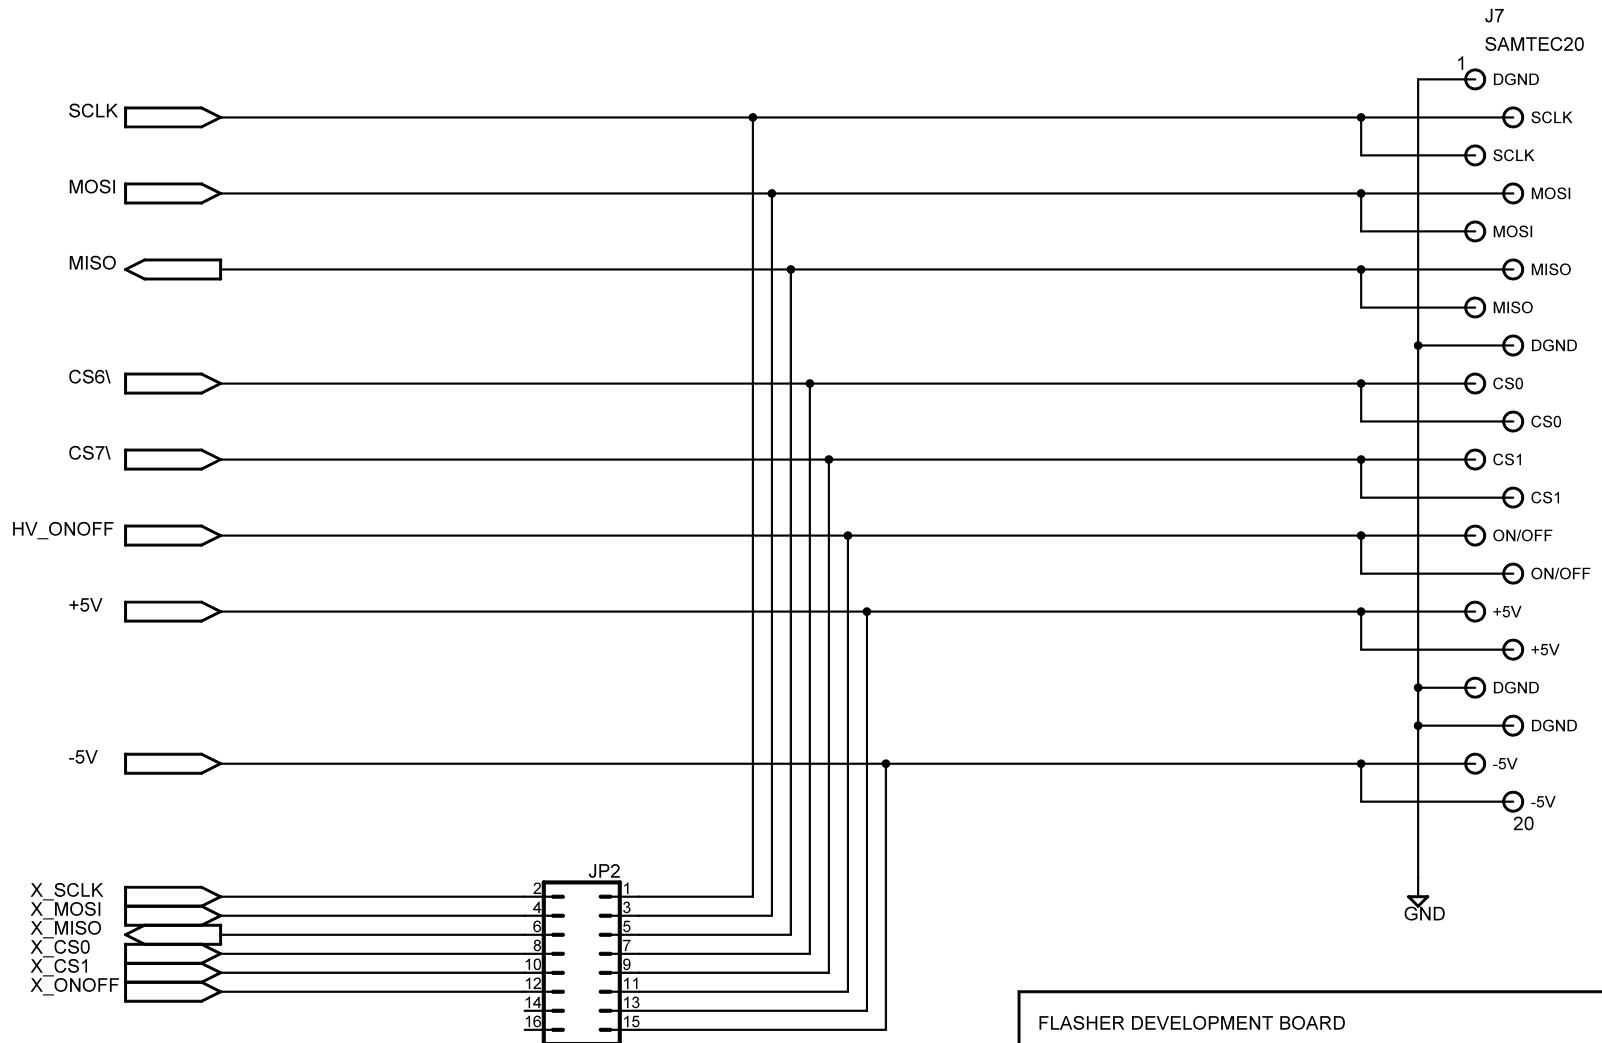 J7
SAMTEC20
1
DGND
SCLK
SCLK
SCLK
MOSI
MOSI
MOSI
MISO
MISO
MISO
DGND
CS6\
CS0
CS0
CS7\
CS1
CS1
HV_ONOFF
ON/OFF
ON/OFF
+5V
+5V
+5V
DGND
DGND
-5V
-5V
-5V
20
JP2
X_SCLK 2 1
X_MOSI 4 3
X_MISO 6 5
X_CS0 8 7
X_CS1 10 9
X_ONOFF 12 11
14 13
16 15
GND
FLASHER DEVELOPMENT BOARD